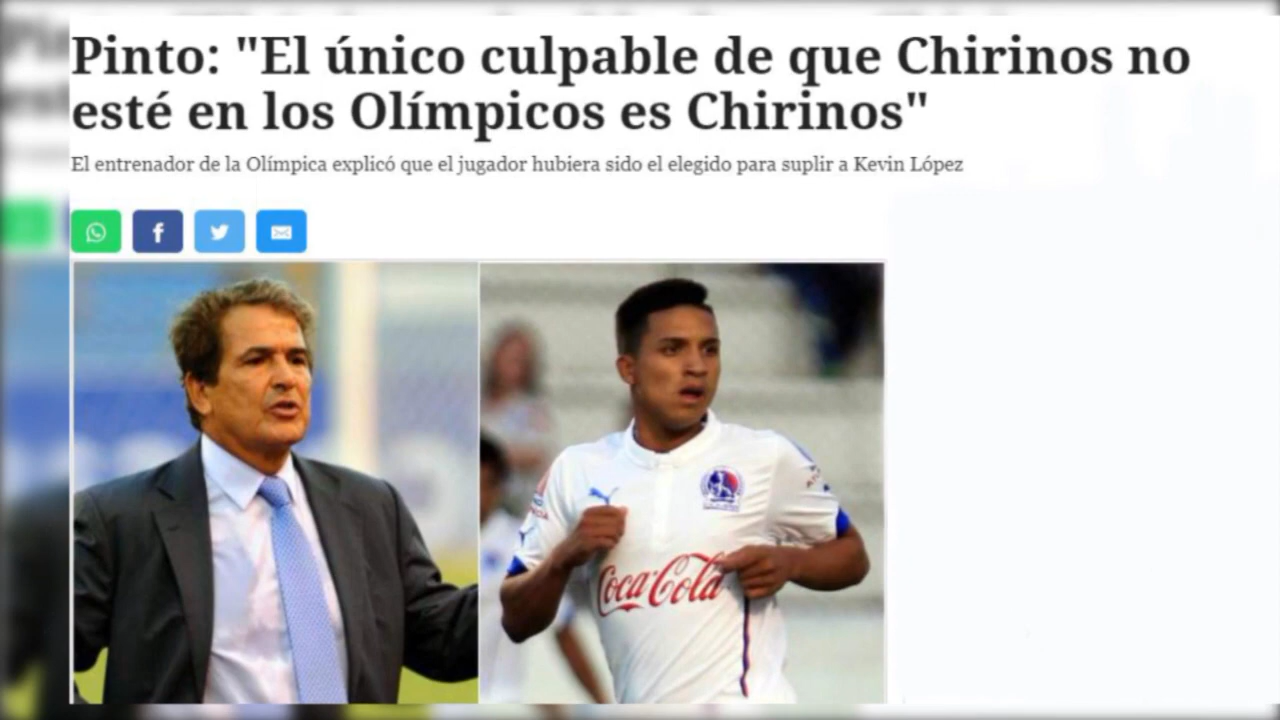 Pinto: "El único culpable de que Chirinos no
esté en los Olímpicos es Chirinos"
El entrenador de la Olímpica explicó que el jugador hubiera sido el elegido para suplir a Kevin López
Coca-Cola